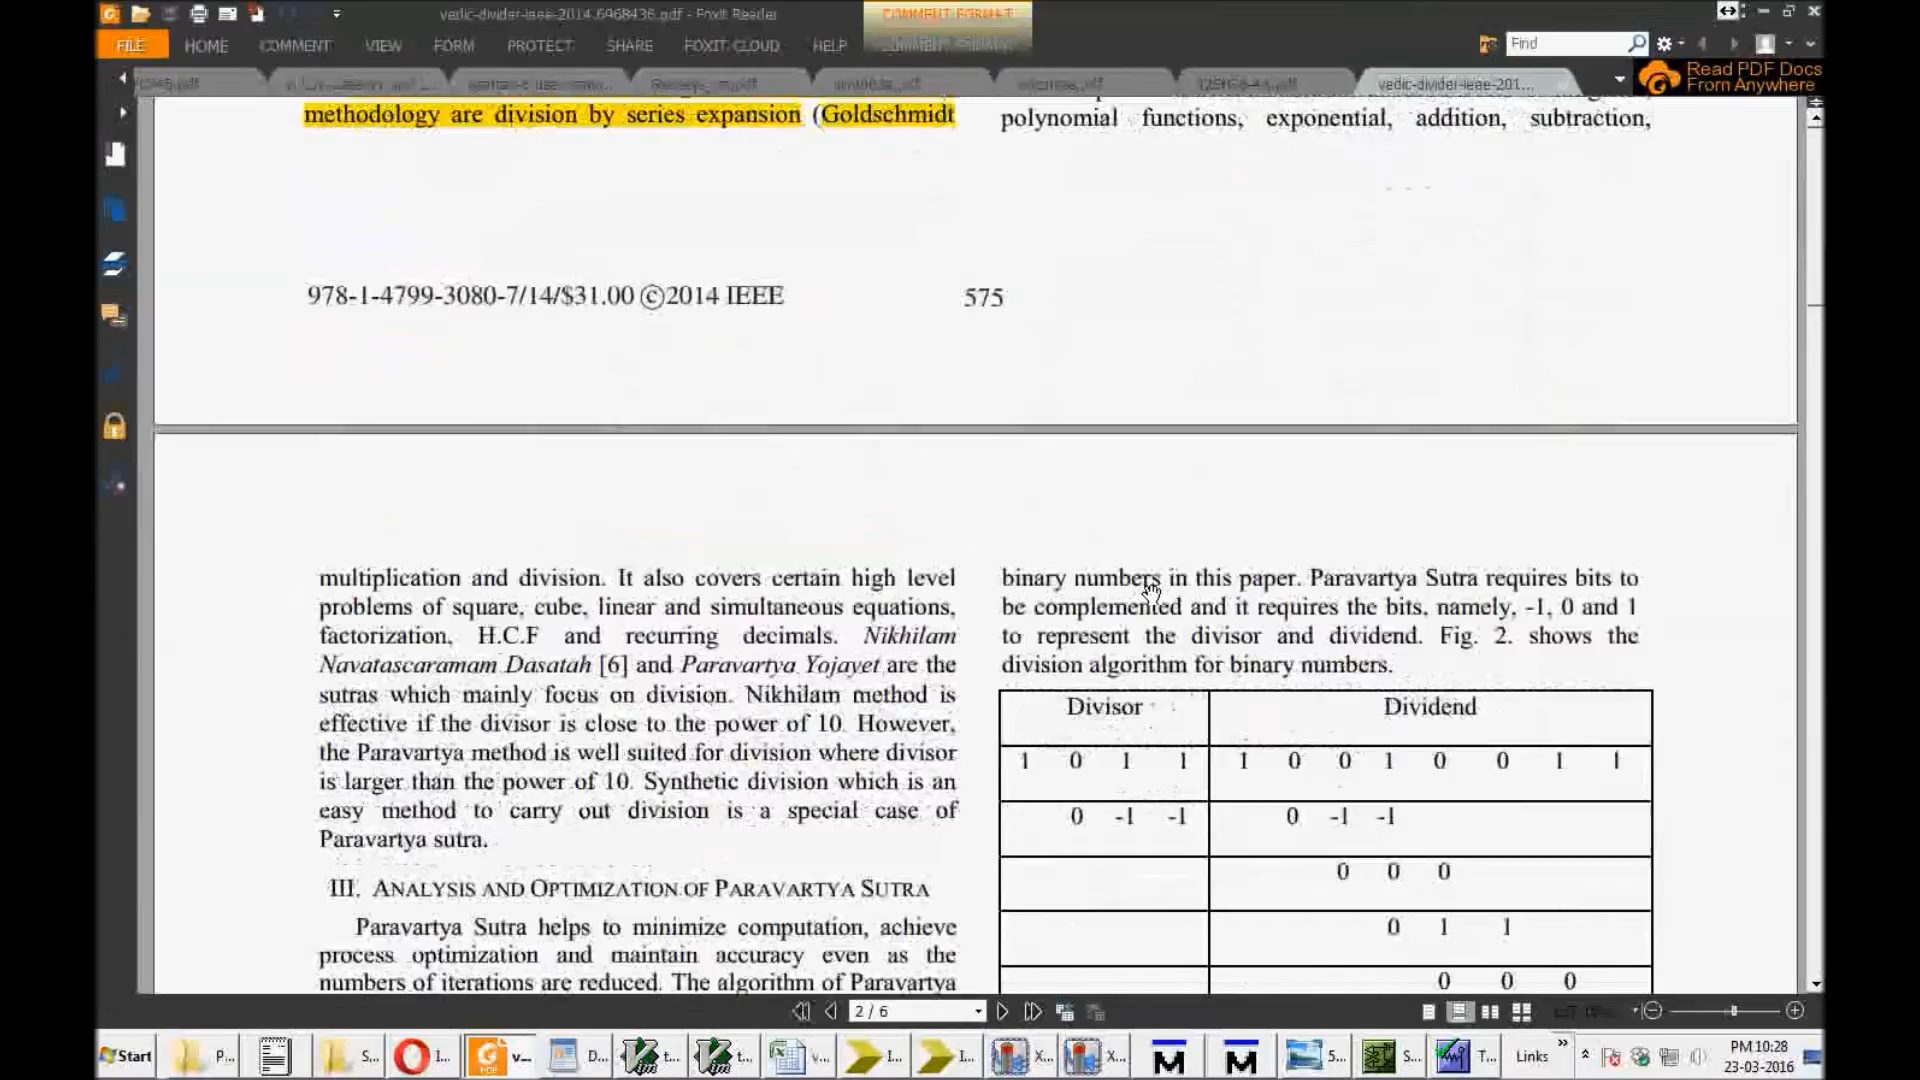 vedic-divider-ieee-2014.6968436.pdf - Foxit Reader
COMMENT FORMAT
FILE HOME COMMENT VIEW FORM PROTECT SHARE FOXIT CLOUD HELP
Find
vedic-divider-ieee-201...
Read PDF Docs
From Anywhere
methodology are division by series expansion (Goldschmidt
polynomial functions, exponential, addition, subtraction,
978-1-4799-3080-7/14/$31.00 ©2014 IEEE
575
multiplication and division. It also covers certain high level
problems of square, cube, linear and simultaneous equations,
factorization, H.C.F and recurring decimals. Nikhilam
Navatascaramam Dasatah [6] and Paravartya Yojayet are the
sutras which mainly focus on division. Nikhilam method is
effective if the divisor is close to the power of 10. However,
the Paravartya method is well suited for division where divisor
is larger than the power of 10. Synthetic division which is an
easy method to carry out division is a special case of
Paravartya sutra.
III. ANALYSIS AND OPTIMIZATION OF PARAVARTYA SUTRA
Paravartya Sutra helps to minimize computation, achieve
process optimization and maintain accuracy even as the
numbers of iterations are reduced. The algorithm of Paravartya
binary numbers in this paper. Paravartya Sutra requires bits to
be complemented and it requires the bits, namely, -1, 0 and 1
to represent the divisor and dividend. Fig. 2. shows the
division algorithm for binary numbers.
Divisor Dividend
1 0 1 1 1 0 0 1 0 0 1 1
0 -1 -1 0 -1 -1
0 0 0
0 1 1
0 0 0
2 / 6
Start P... S... I... v... D... t... t... v... I... I... X... X... 5... S... T... Links
PM 10:28
23-03-2016